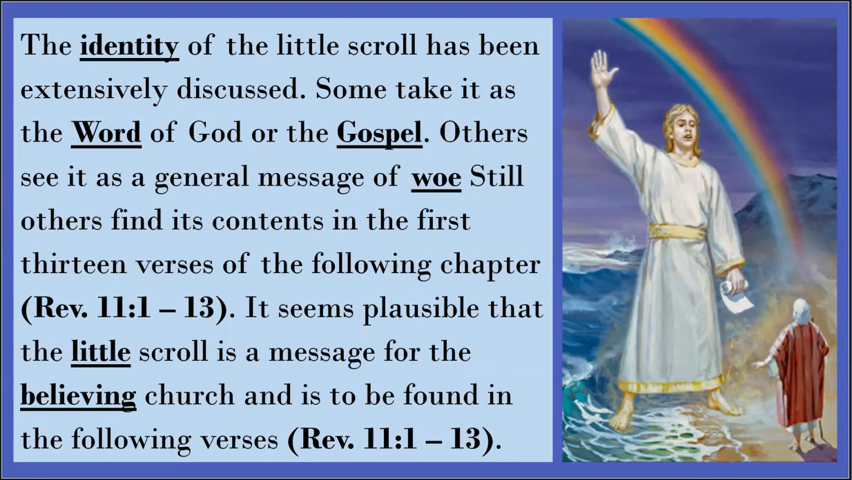 The identity of the little scroll has been
extensively discussed. Some take it as
the Word of God or the Gospel. Others
see it as a general message of woe Still
others find its contents in the first
thirteen verses of the following chapter
(Rev. 11:1 – 13). It seems plausible that
the little scroll is a message for the
believing church and is to be found in
the following verses (Rev. 11:1 – 13).